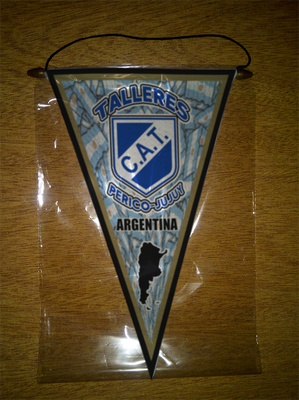 TALLERES
C.A.T.
PERICO-JUJUY
ARGENTINA